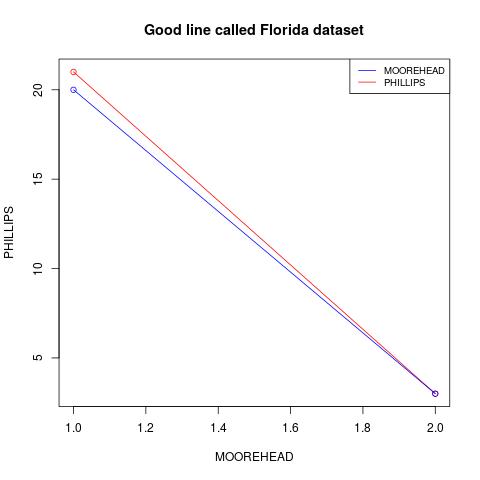 Good line called Florida dataset
MOOREHEAD
PHILLIPS
PHILLIPS
20
15
10
5
1.0 1.2 1.4 1.6 1.8 2.0
MOOREHEAD